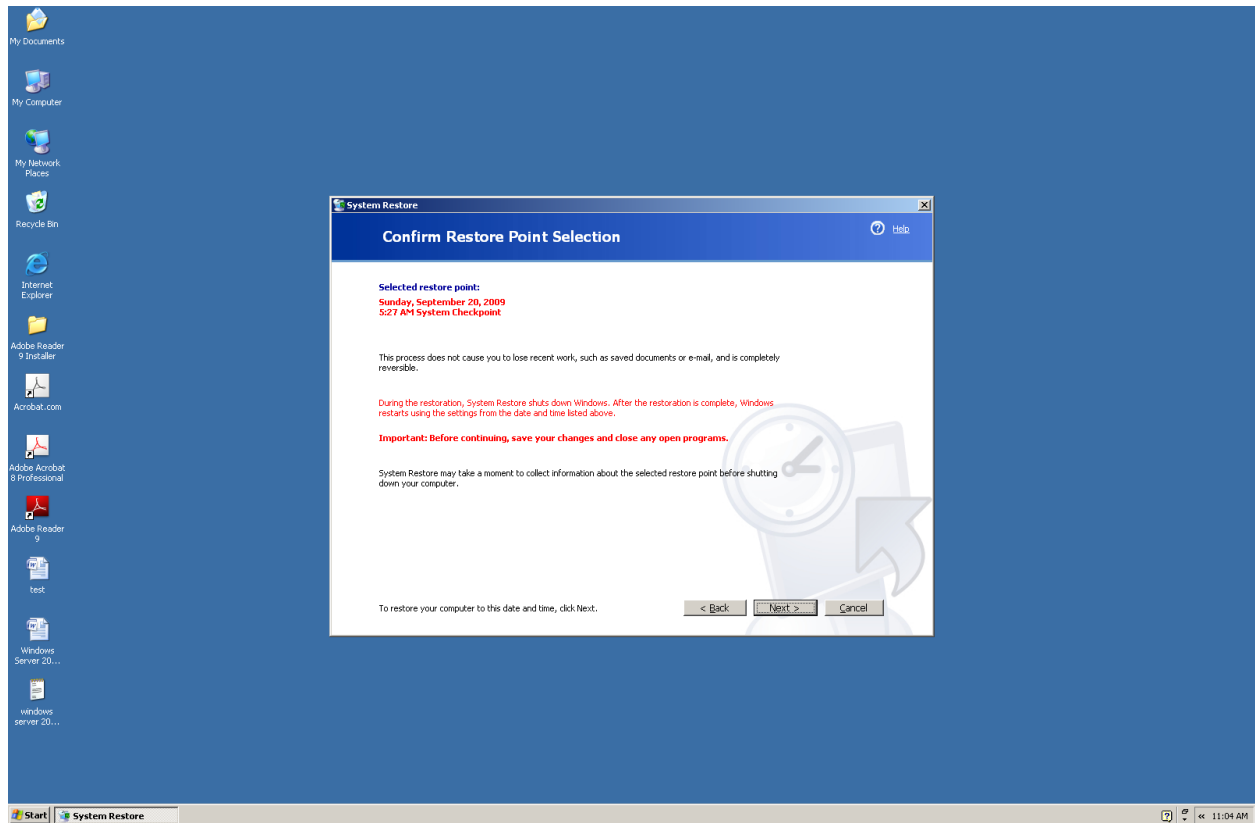 My Documents
My Computer
My Network
Places
Recycle Bin
Internet
Explorer
Adobe Reader
9 Installer
Acrobat.com
Adobe Acrobat
8 Professional
Adobe Reader
9
test
Windows
Server 20...
windows
server 20...
System Restore
Confirm Restore Point Selection
Help
Selected restore point:
Sunday, September 20, 2009
5:27 AM System Checkpoint
This process does not cause you to lose recent work, such as saved documents or e-mail, and is completely
reversible.
During the restoration, System Restore shuts down Windows. After the restoration is complete, Windows
restarts using the settings from the date and time listed above.
Important: Before continuing, save your changes and close any open programs.
System Restore may take a moment to collect information about the selected restore point before shutting
down your computer.
To restore your computer to this date and time, click Next.
< Back
Next >
Cancel
Start
System Restore
11:04 AM